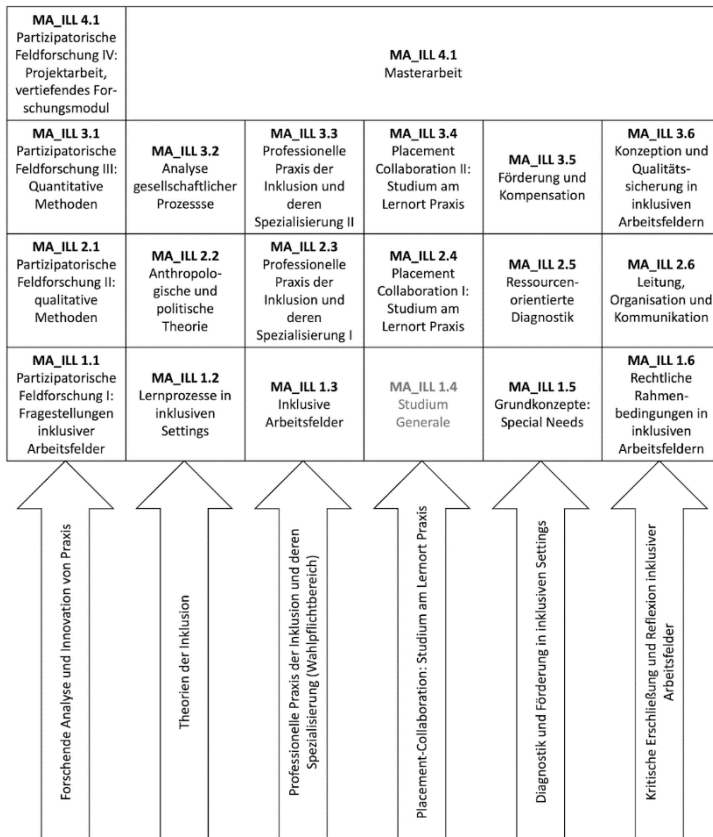 MA_ILL 4.1
Partizipatorische
Feldforschung IV:
Projektarbeit,
vertiefendes For-
schungsmodul
MA_ILL 4.1
Masterarbeit
MA_ILL 3.1
Partizipatorische
Feldforschung III:
Quantitative
Methoden
MA_ILL 3.2
Analyse
gesellschaftlicher
Prozessse
MA_ILL 3.3
Professionelle
Praxis der
Inklusion und
deren
Spezialisierung II
MA_ILL 3.4
Placement
Collaboration II:
Studium am
Lernort Praxis
MA_ILL 3.5
Förderung und
Kompensation
MA_ILL 3.6
Konzeption und
Qualitäts-
sicherung in
inklusiven
Arbeitsfeldern
MA_ILL 2.1
Partizipatorische
Feldforschung II:
qualitative
Methoden
MA_ILL 2.2
Anthropolo-
gische und
politische
Theorie
MA_ILL 2.3
Professionelle
Praxis der
Inklusion und
deren
Spezialisierung I
MA_ILL 2.4
Placement
Collaboration I:
Studium am
Lernort Praxis
MA_ILL 2.5
Ressourcen-
orientierte
Diagnostik
MA_ILL 2.6
Leitung,
Organisation und
Kommunikation
MA_ILL 1.1
Partizipatorische
Feldforschung I:
Fragestellungen
inklusiver
Arbeitsfelder
MA_ILL 1.2
Lernprozesse in
inklusiven
Settings
MA_ILL 1.3
Inklusive
Arbeitsfelder
MA_ILL 1.4
Studium
Generale
MA_ILL 1.5
Grundkonzepte:
Special Needs
MA_ILL 1.6
Rechtliche
Rahmen-
bedingungen in
inklusiven
Arbeitsfeldern
Forschende Analyse und Innovation von Praxis
Theorien der Inklusion
Professionelle Praxis der Inklusion und deren
Spezialisierung (Wahlpflichtbereich)
Placement-Collaboration: Studium am Lernort Praxis
Diagnostik und Förderung in inklusiven Settings
Kritische Erschließung und Reflexion inklusiver
Arbeitsfelder